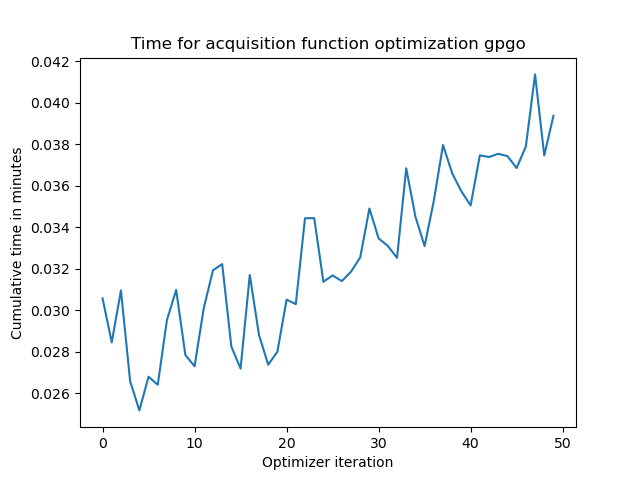 Time for acquisition function optimization gpgo
0.042
0.040
0.038
0.036
0.034
0.032
0.030
0.028
0.026
Cumulative time in minutes
0 10 20 30 40 50
Optimizer iteration